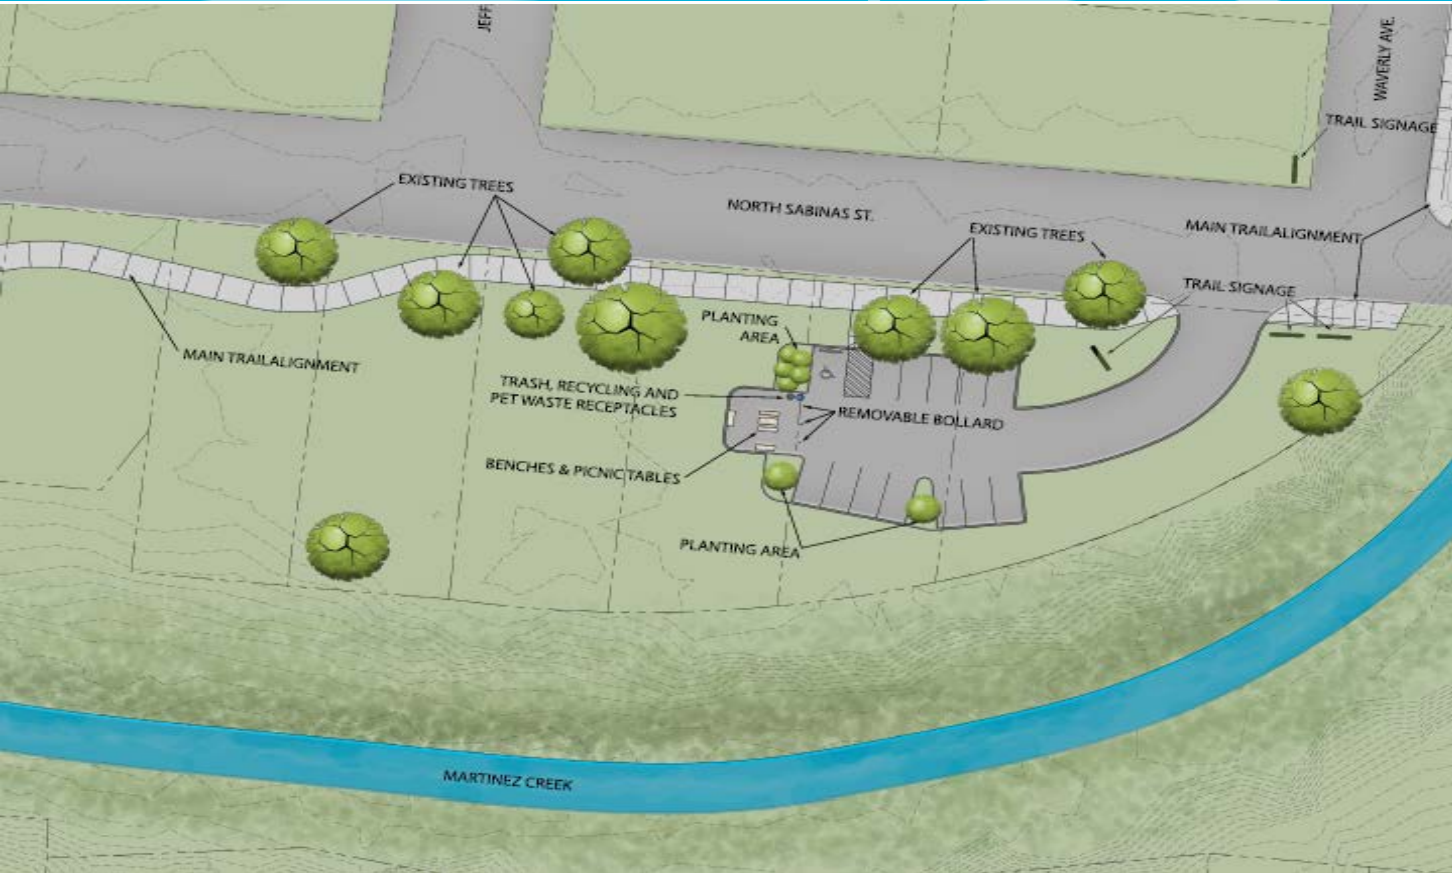 JEFF
WAVERLY AVE.
TRAIL SIGNAGE
EXISTING TREES
NORTH SABINAS ST.
EXISTING TREES
MAIN TRAILALIGNMENT
TRAIL SIGNAGE
PLANTING
AREA
MAIN TRAILALIGNMENT
TRASH, RECYCLING AND
PET WASTE RECEPTACLES
REMOVABLE BOLLARD
BENCHES & PICNIC TABLES
PLANTING AREA
MARTINEZ CREEK